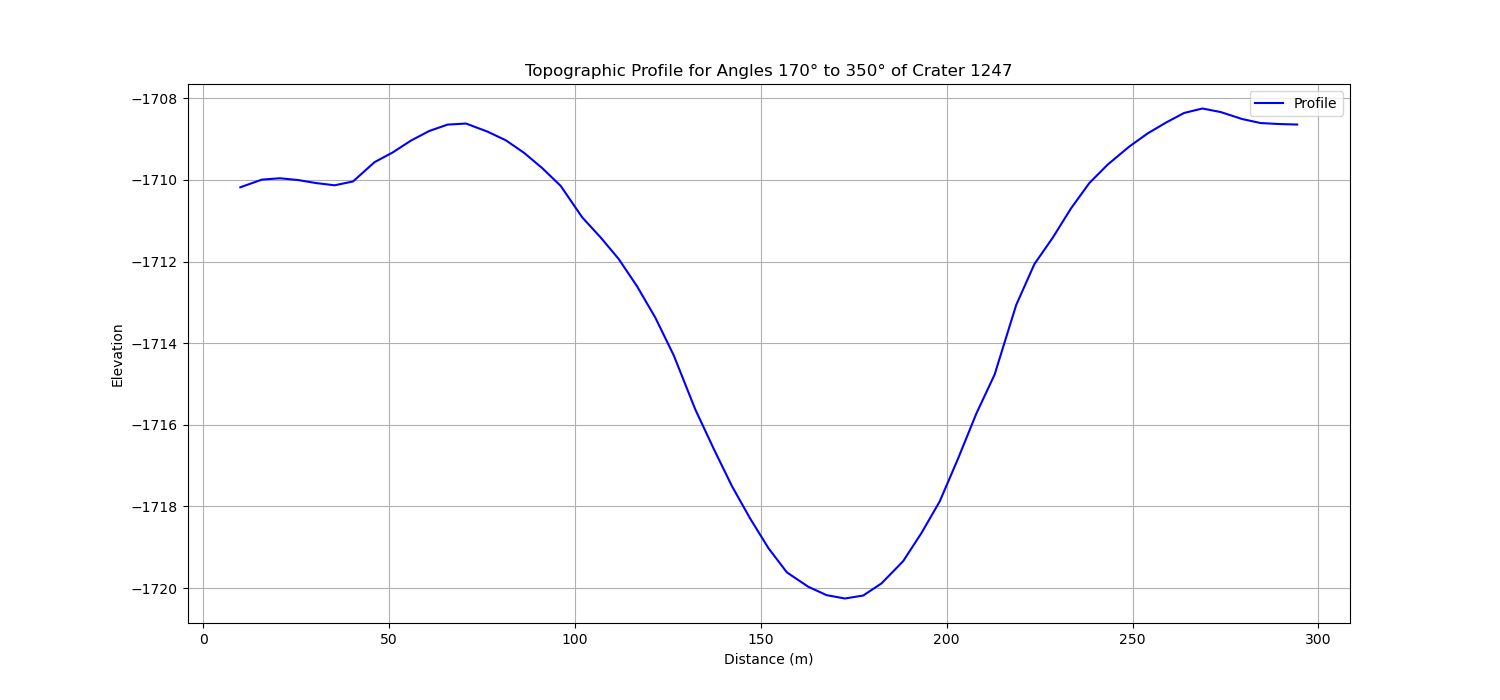 Topographic Profile for Angles 170° to 350° of Crater 1247
Profile
−1708
−1710
−1712
−1714
−1716
−1718
−1720
Elevation
0 50 100 150 200 250 300
Distance (m)